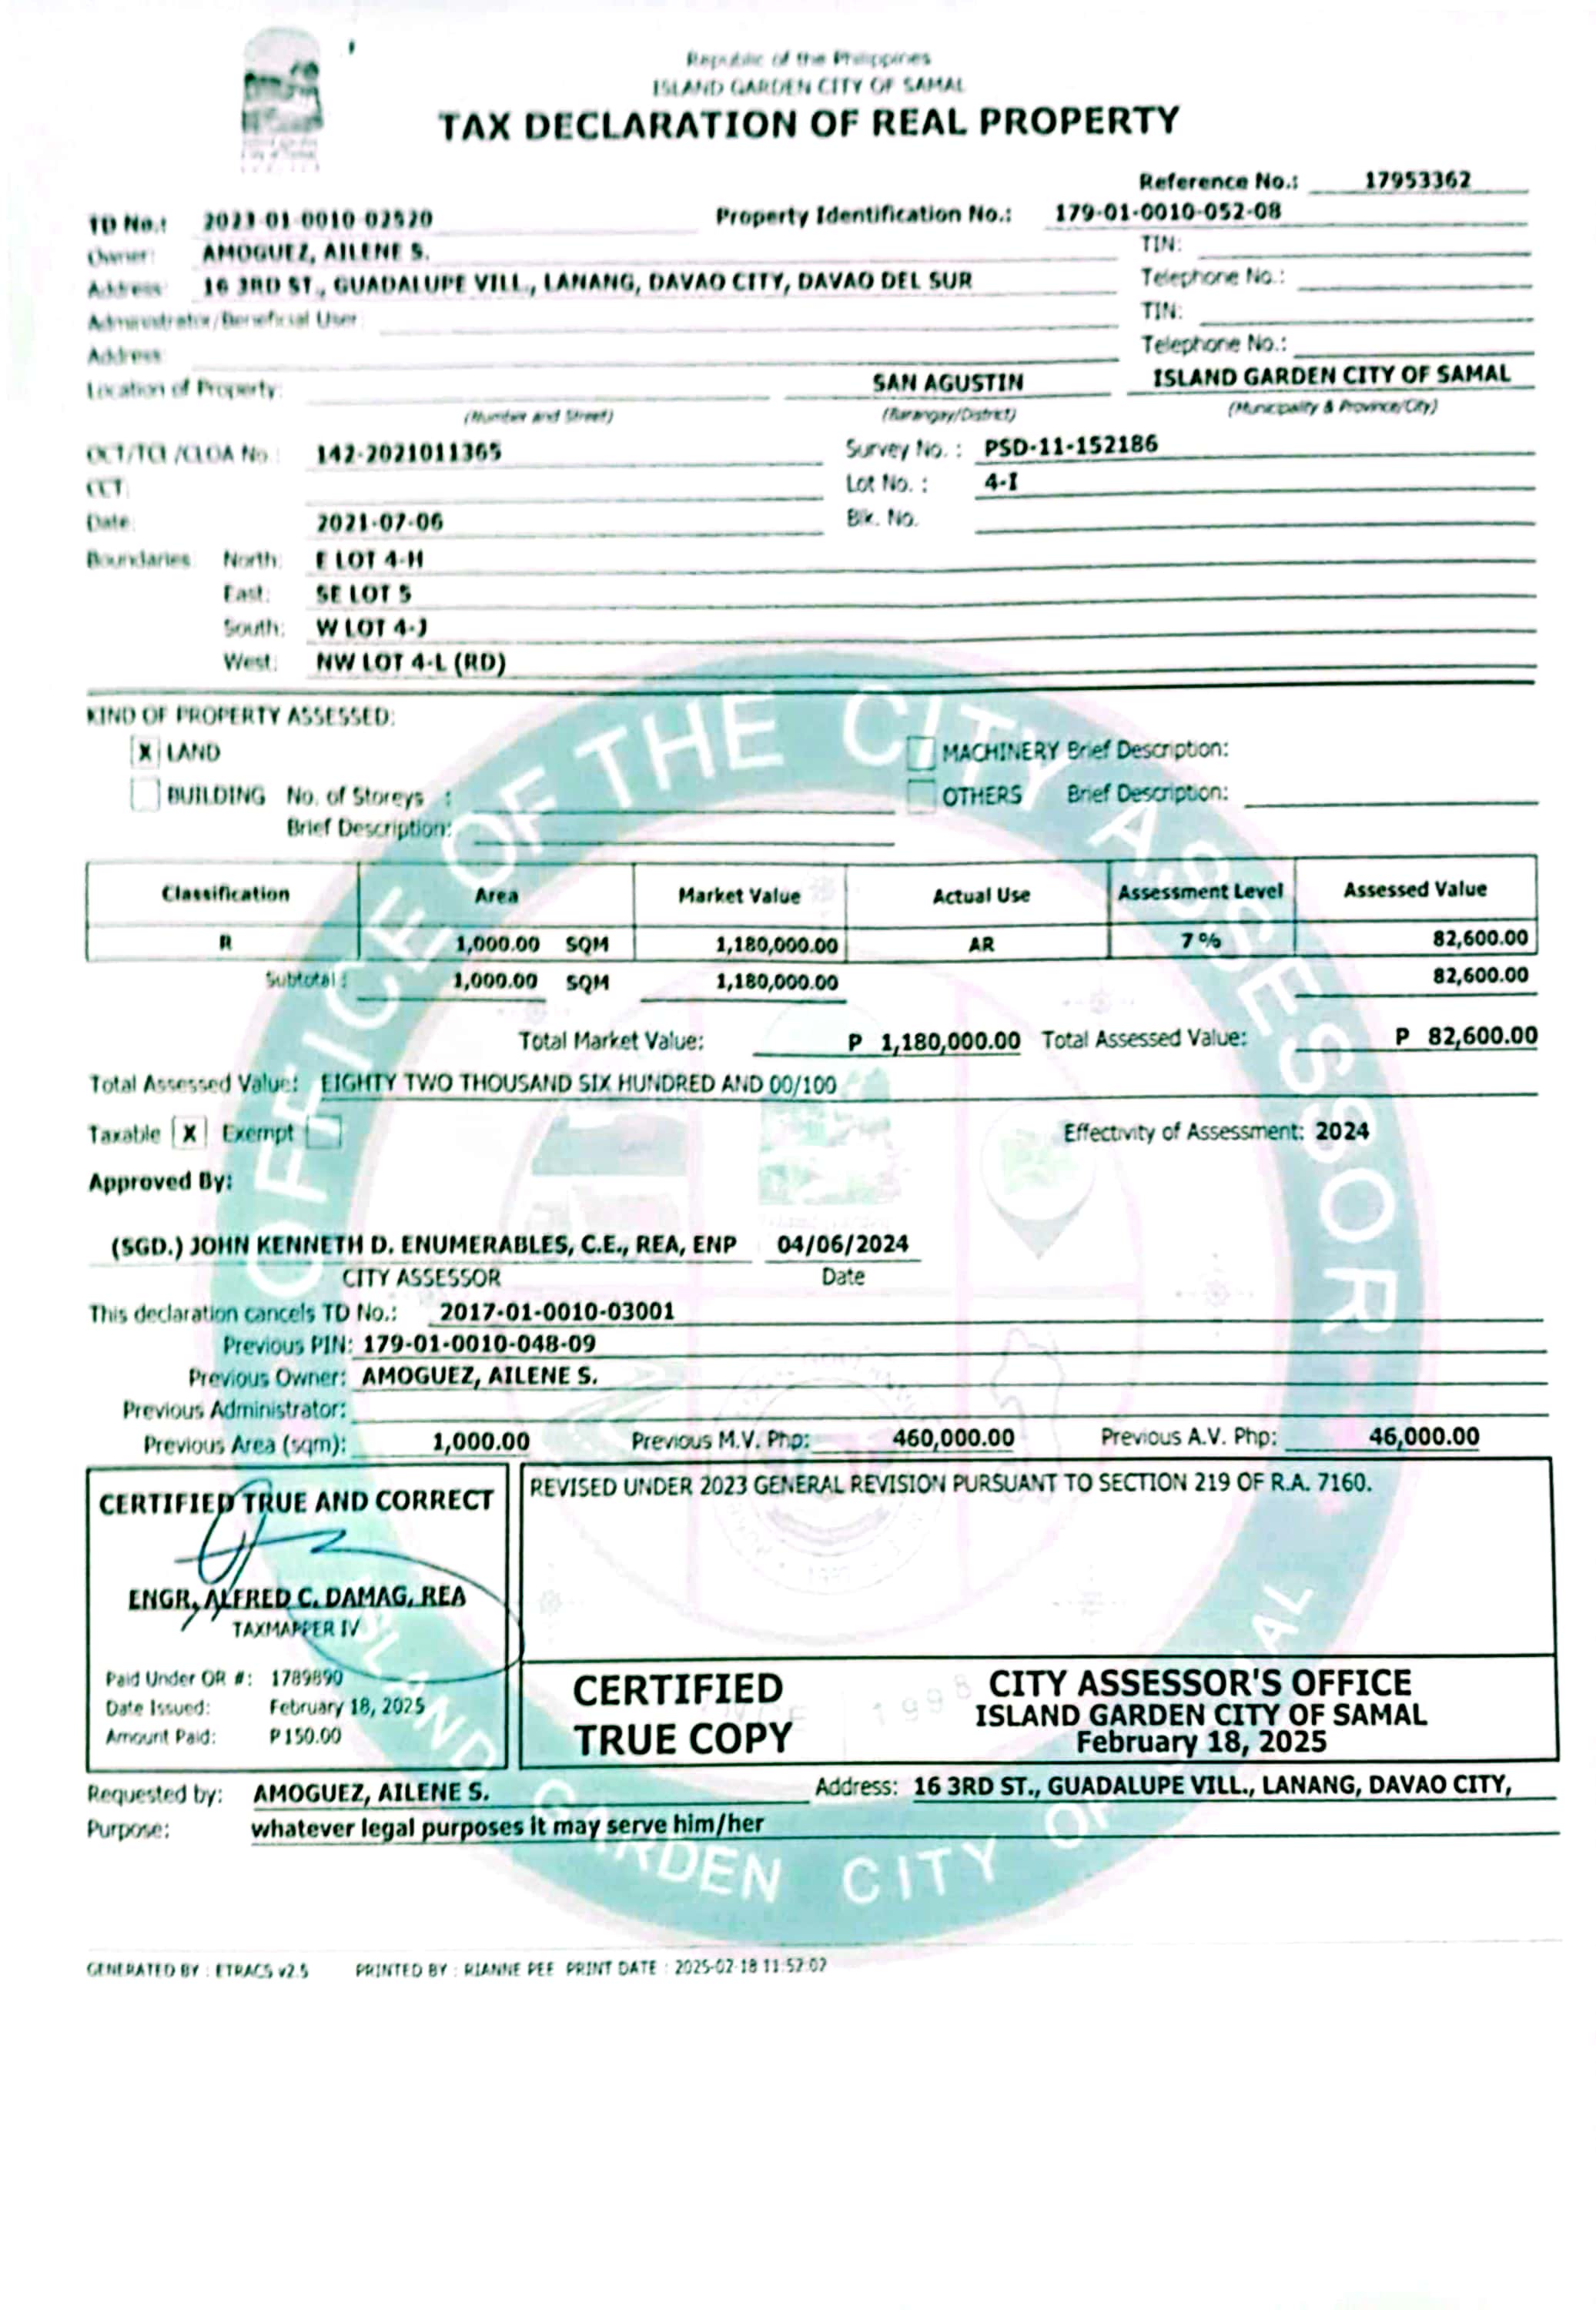 Republic of the Philippines
ISLAND GARDEN CITY OF SAMAL
TAX DECLARATION OF REAL PROPERTY
Reference No.: 17953362
TD No.: 2023-01-0010-02520 Property Identification No.: 179-01-0010-052-08
Owner: AMOGUEZ, AILENE S. TIN:
Address: 16 3RD ST., GUADALUPE VILL., LANANG, DAVAO CITY, DAVAO DEL SUR Telephone No.:
Administrator/Beneficial User: TIN:
Address: Telephone No.:
Location of Property: SAN AGUSTIN ISLAND GARDEN CITY OF SAMAL
(Number and Street) (Barangay/District) (Municipality & Province/City)
OCT/TCT/CLOA No.: 142-2021011365 Survey No. : PSD-11-152186
CCT: Lot No. : 4-I
Date: 2021-07-06 Blk. No.
Boundaries: North: E LOT 4-H
East: SE LOT 5
South: W LOT 4-J
West: NW LOT 4-L (RD)
KIND OF PROPERTY ASSESSED:
X LAND MACHINERY Brief Description:
BUILDING No. of Storeys : OTHERS Brief Description:
Brief Description:
Classification Area Market Value Actual Use Assessment Level Assessed Value
R 1,000.00 SQM 1,180,000.00 AR 7% 82,600.00
Subtotal : 1,000.00 SQM 1,180,000.00 82,600.00
Total Market Value: P 1,180,000.00 Total Assessed Value: P 82,600.00
Total Assessed Value: EIGHTY TWO THOUSAND SIX HUNDRED AND 00/100
Taxable X Exempt Effectivity of Assessment: 2024
Approved By:
(SGD.) JOHN KENNETH D. ENUMERABLES, C.E., REA, ENP 04/06/2024
CITY ASSESSOR Date
This declaration cancels TD No.: 2017-01-0010-03001
Previous PIN: 179-01-0010-048-09
Previous Owner: AMOGUEZ, AILENE S.
Previous Administrator:
Previous Area (sqm): 1,000.00 Previous M.V. Php: 460,000.00 Previous A.V. Php: 46,000.00
CERTIFIED TRUE AND CORRECT
ENGR. ALFRED C. DAMAG, REA
TAXMAPPER IV
Paid Under OR #: 1789890
Date Issued: February 18, 2025
Amount Paid: P150.00
REVISED UNDER 2023 GENERAL REVISION PURSUANT TO SECTION 219 OF R.A. 7160.
CERTIFIED TRUE COPY
CITY ASSESSOR'S OFFICE
ISLAND GARDEN CITY OF SAMAL
February 18, 2025
Requested by: AMOGUEZ, AILENE S. Address: 16 3RD ST., GUADALUPE VILL., LANANG, DAVAO CITY,
Purpose: whatever legal purposes it may serve him/her
GENERATED BY : ETRACS v2.5 PRINTED BY : RIANNE PEE PRINT DATE : 2025-02-18 11:52:02
OFFICE OF THE CITY ASSESSOR
ISLAND GARDEN CITY OF SAMAL
SINCE 1998